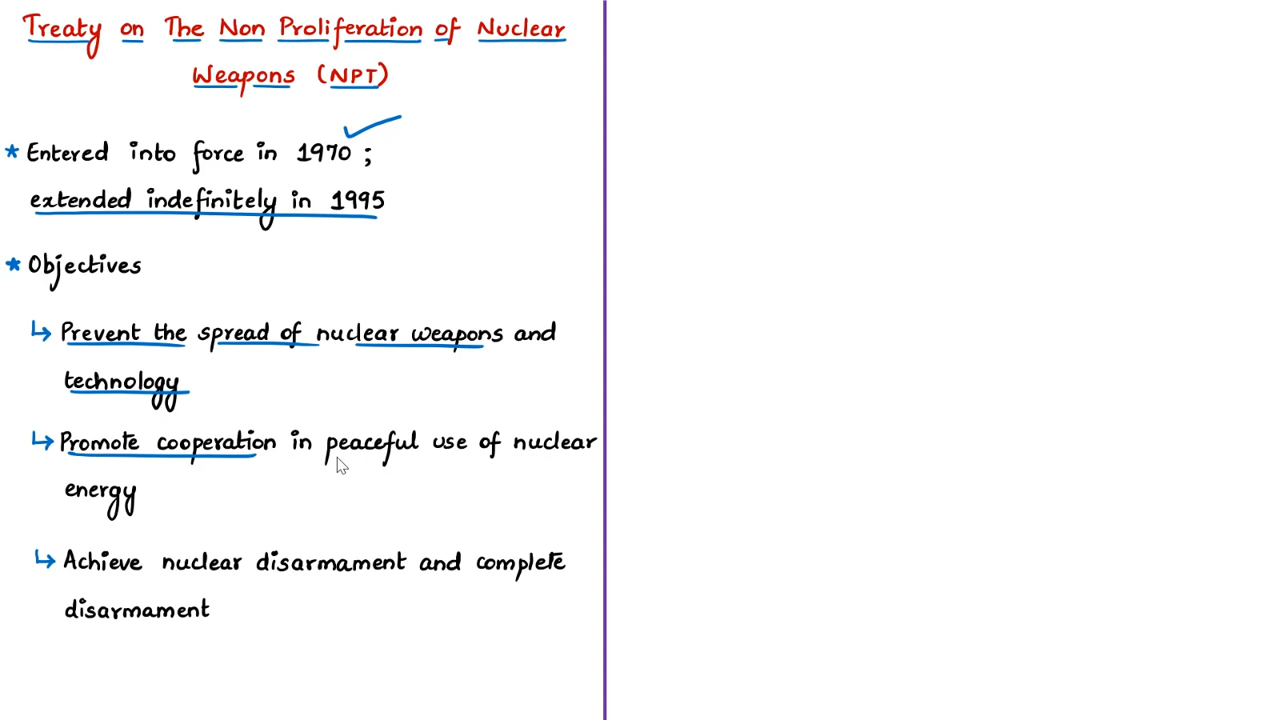 Treaty on The Non Proliferation of Nuclear
Weapons (NPT)
* Entered into force in 1970 ;
extended indefinitely in 1995
* Objectives
↳ Prevent the spread of nuclear weapons and
technology
↳ Promote cooperation in peaceful use of nuclear
energy
↳ Achieve nuclear disarmament and complete
disarmament